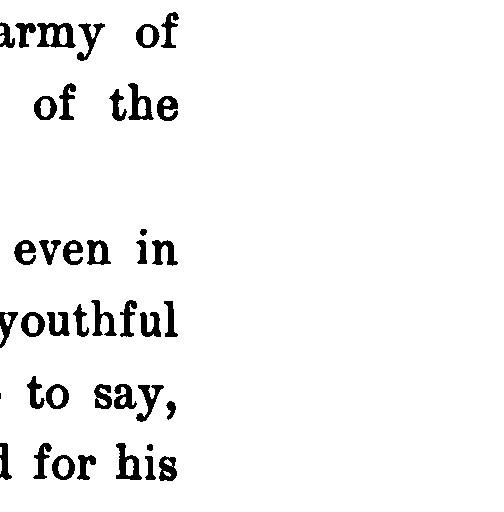 army of
of the
even in
youthful
to say,
for his